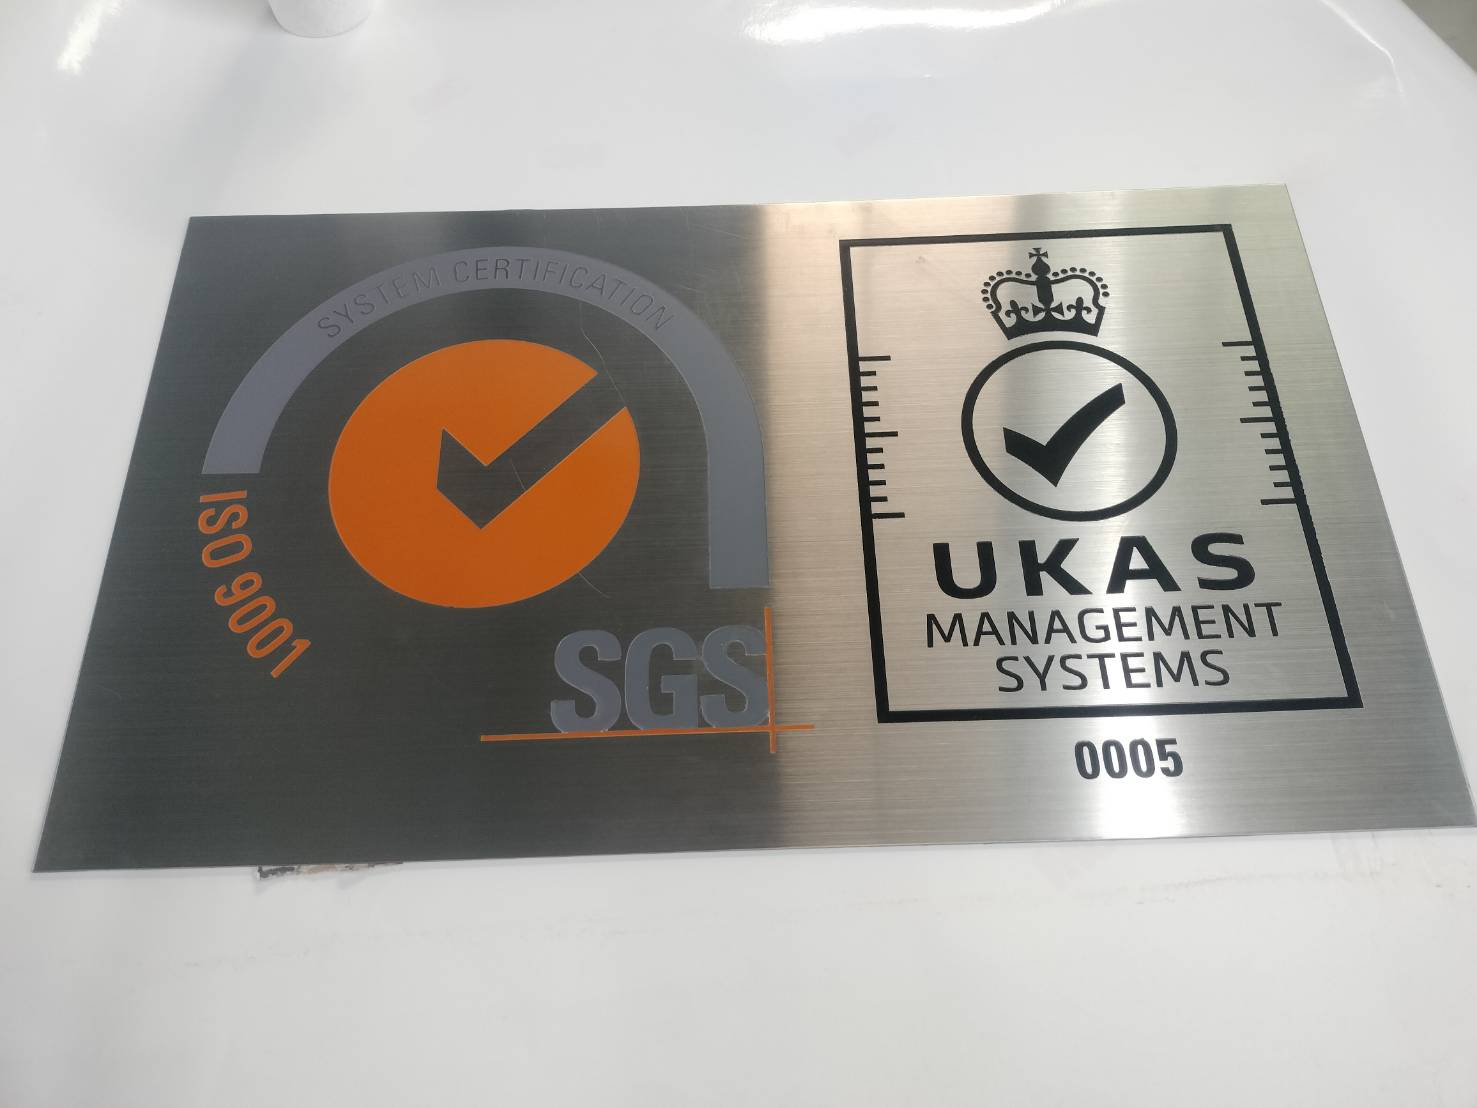 SYSTEM CERTIFICATION
ISO 9001
SGS
UKAS
MANAGEMENT
SYSTEMS
0005